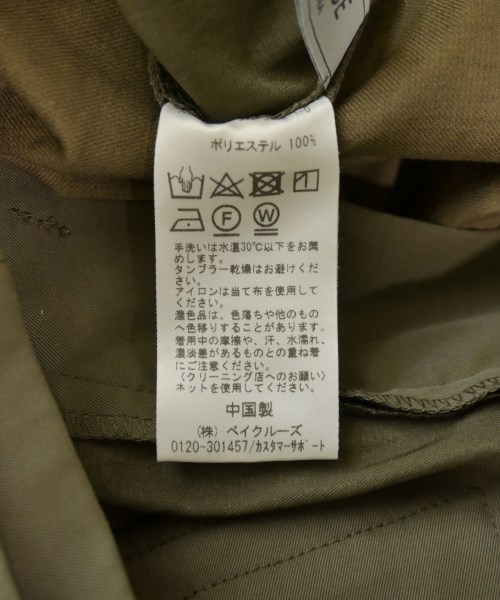 ポリエステル 100%
F W
手洗いは水温30℃以下をお薦
めします。
タンブラー乾燥はお避けくだ
さい。
アイロンは当て布を使用して
ください。
濃色品は、色落ちや他のもの
へ色移りすることがあります。
着用中の摩擦や、汗、水濡れ、
濃淡差があるものとの重ね着
にご注意ください。
〈クリーニング店へのお願い〉
ネットを使用してください。
中国製
(株) ベイクルーズ
0120-301457/カスタマーサポート